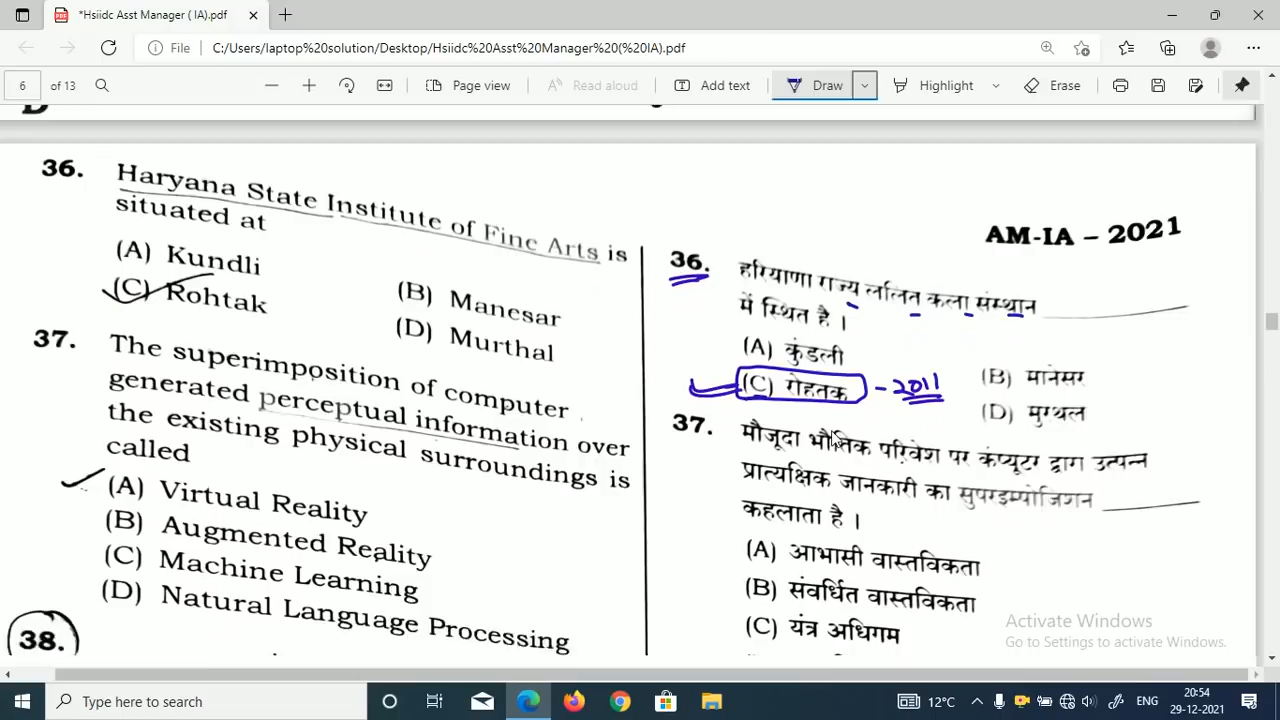 *Hsiidc Asst Manager ( IA).pdf
File
C:/Users/laptop%20solution/Desktop/Hsiidc%20Asst%20Manager%20(%20IA).pdf
6 of 13
Page view
Read aloud
Add text
Draw
Highlight
Erase
D
36. Haryana State Institute of Fine Arts is
situated at
(A) Kundli
(B) Manesar
(C) Rohtak
(D) Murthal
37. The superimposition of computer
generated perceptual information over
the existing physical surroundings is
called
(A) Virtual Reality
(B) Augmented Reality
(C) Machine Learning
(D) Natural Language Processing
38.
AM-IA – 2021
36. हरियाणा राज्य ललित कला संस्थान
में स्थित है ।
(A) कुंडली
(B) मानेसर
(C) रोहतक - 2011
(D) मुरथल
37. मौजूदा भौतिक परिवेश पर कंप्यूटर द्वारा उत्पन्न
प्रात्यक्षिक जानकारी का सुपरइम्पोजिशन
कहलाता है ।
(A) आभासी वास्तविकता
(B) संवर्धित वास्तविकता
(C) यंत्र अधिगम
Activate Windows
Go to Settings to activate Windows.
Type here to search
12°C
ENG
20:54
29-12-2021